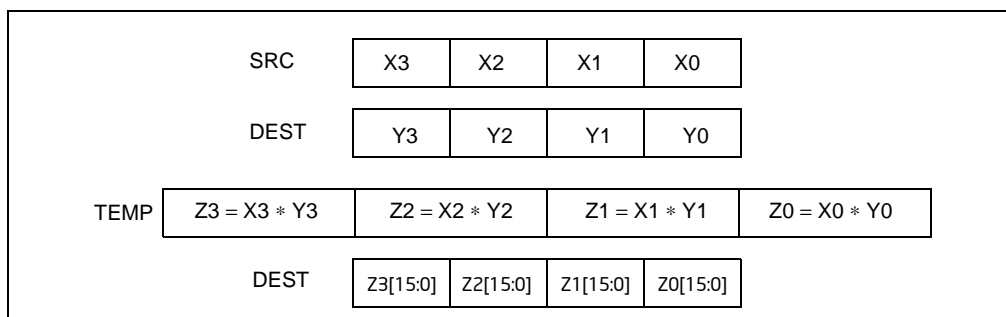 SRC X3 X2 X1 X0
DEST Y3 Y2 Y1 Y0
TEMP Z3 = X3 ∗ Y3 Z2 = X2 ∗ Y2 Z1 = X1 ∗ Y1 Z0 = X0 ∗ Y0
DEST Z3[15:0] Z2[15:0] Z1[15:0] Z0[15:0]